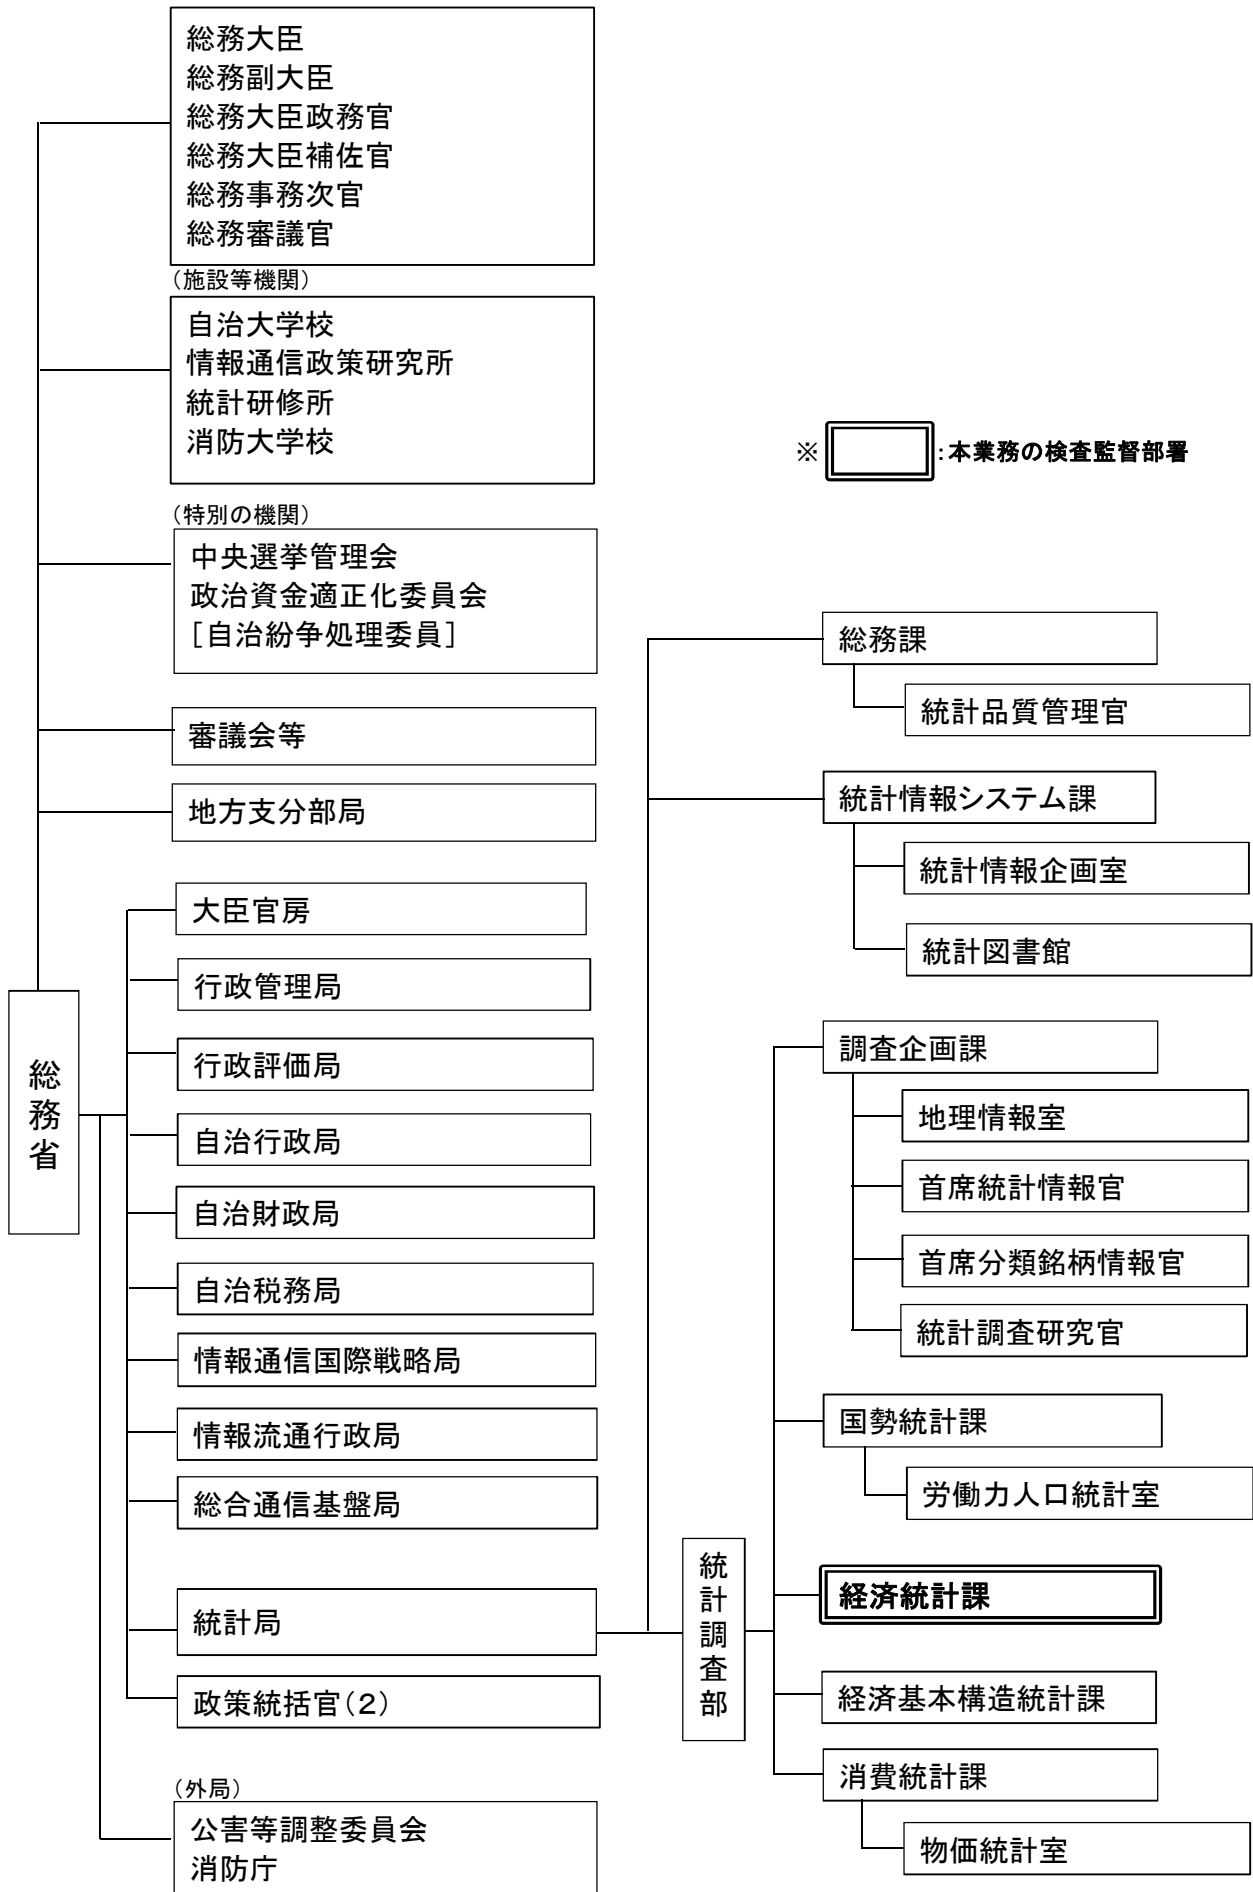 総務大臣
総務副大臣
総務大臣政務官
総務大臣補佐官
総務事務次官
総務審議官
（施設等機関）
自治大学校
情報通信政策研究所
統計研修所
消防大学校
（特別の機関）
中央選挙管理会
政治資金適正化委員会
［自治紛争処理委員］
審議会等
地方支分部局
総務省
大臣官房
行政管理局
行政評価局
自治行政局
自治財政局
自治税務局
情報通信国際戦略局
情報流通行政局
総合通信基盤局
統計局
政策統括官（２）
（外局）
公害等調整委員会
消防庁
※ ：本業務の検査監督部署
総務課
統計品質管理官
統計情報システム課
統計情報企画室
統計図書館
統計調査部
調査企画課
地理情報室
首席統計情報官
首席分類銘柄情報官
統計調査研究官
国勢統計課
労働力人口統計室
経済統計課
経済基本構造統計課
消費統計課
物価統計室